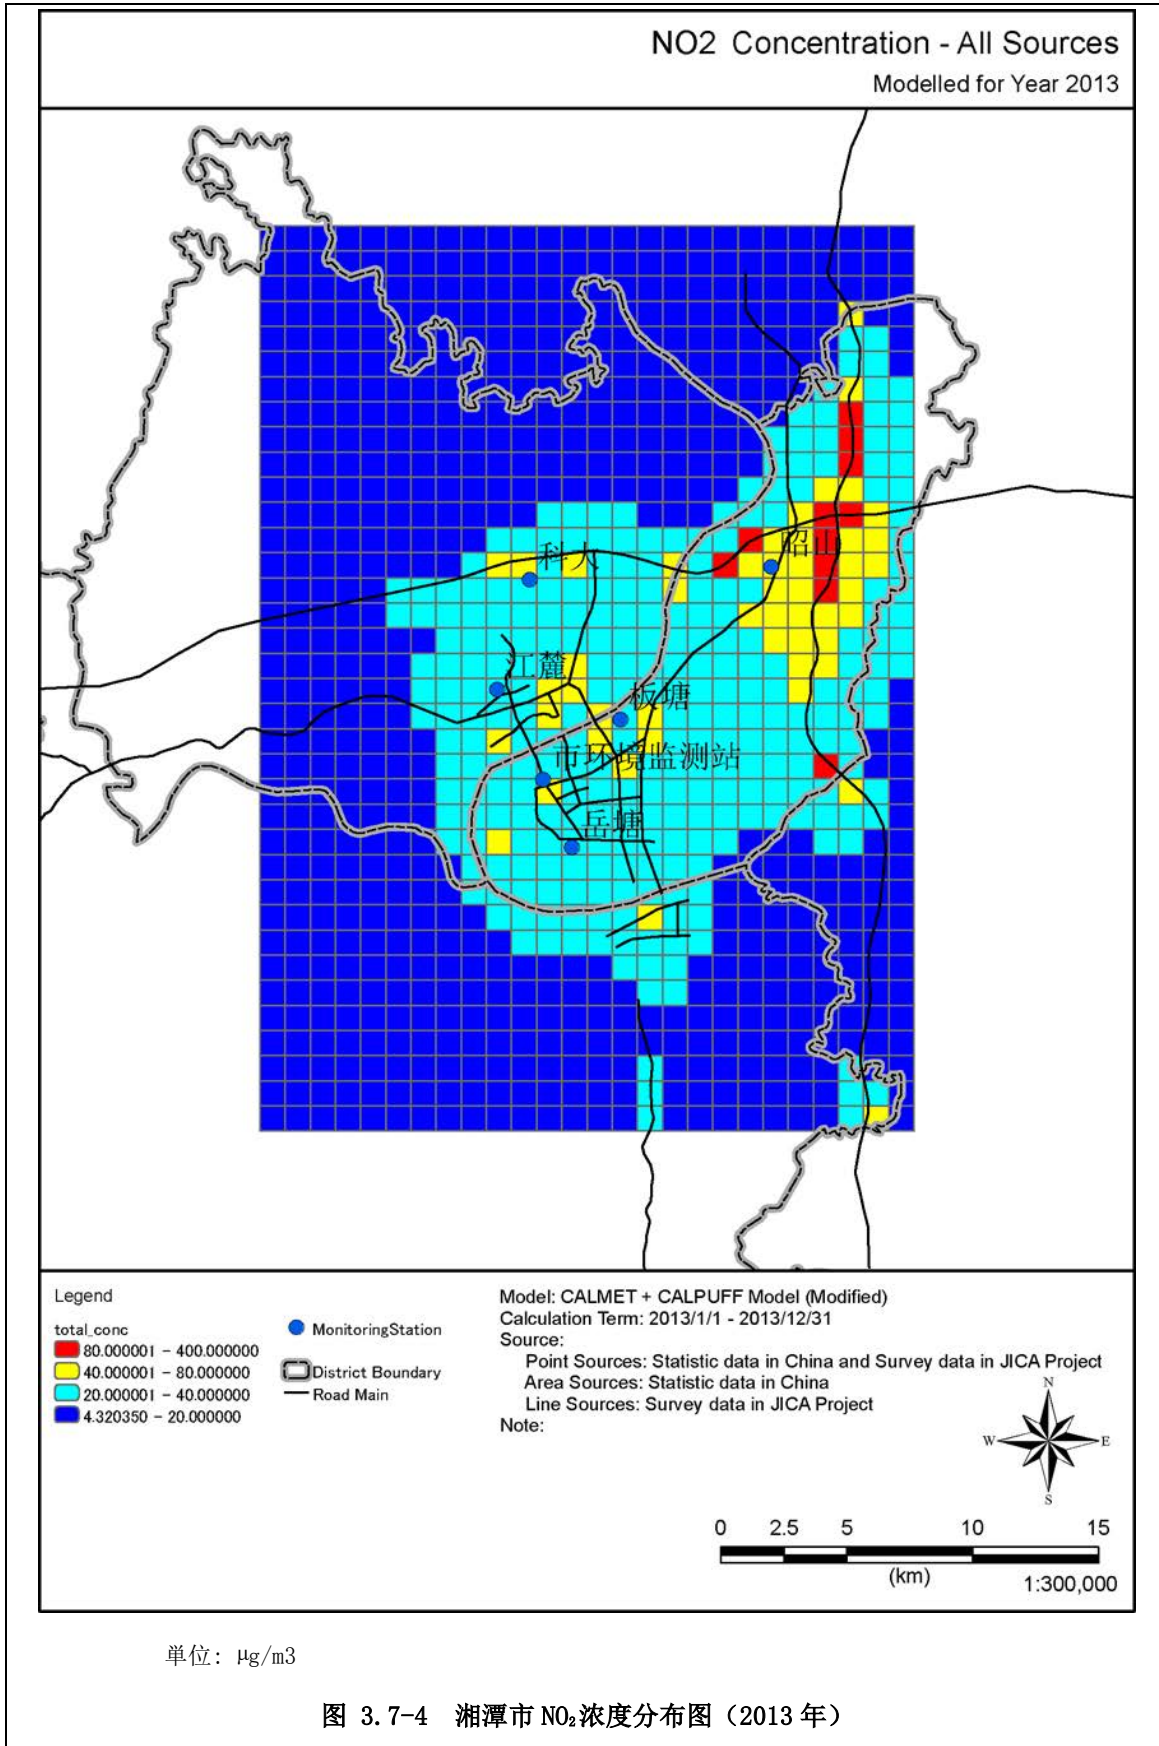 NO2 Concentration - All Sources
Modelled for Year 2013
科大
昭山
江麓
板塘
市环境监测站
岳塘
Legend
total_conc
80.000001 - 400.000000
40.000001 - 80.000000
20.000001 - 40.000000
4.320350 - 20.000000
MonitoringStation
District Boundary
Road Main
Model: CALMET + CALPUFF Model (Modified)
Calculation Term: 2013/1/1 - 2013/12/31
Source:
Point Sources: Statistic data in China and Survey data in JICA Project
Area Sources: Statistic data in China
Line Sources: Survey data in JICA Project
Note:
N
W E
S
0 2.5 5 10 15
(km)
1:300,000
単位: μg/m3
图 3.7-4 湘潭市 NO₂浓度分布图（2013 年）